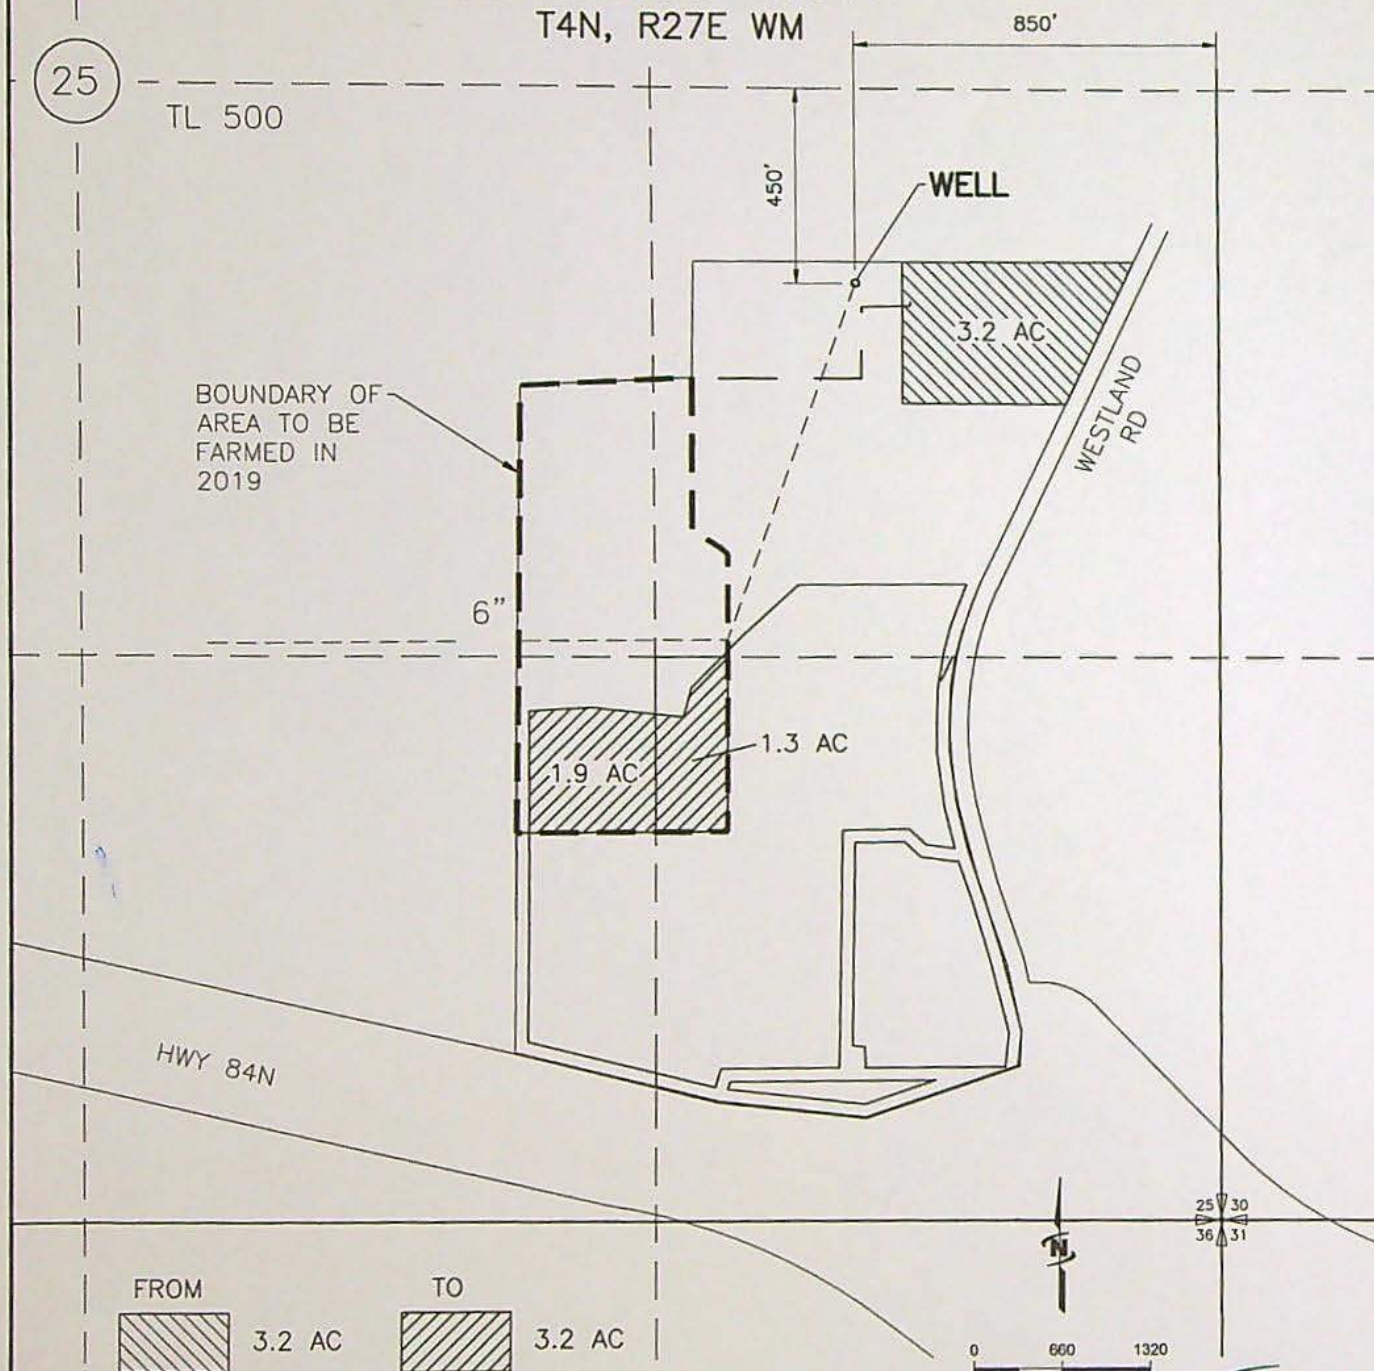 T4N, R27E WM
850'
25
TL 500
450'
WELL
3.2 AC
WESTLAND
RD
BOUNDARY OF
AREA TO BE
FARMED IN
2019
6"
1.3 AC
1.9 AC
HWY 84N
25 30
36 31
N
FROM
TO
3.2 AC
3.2 AC
0 660 1320